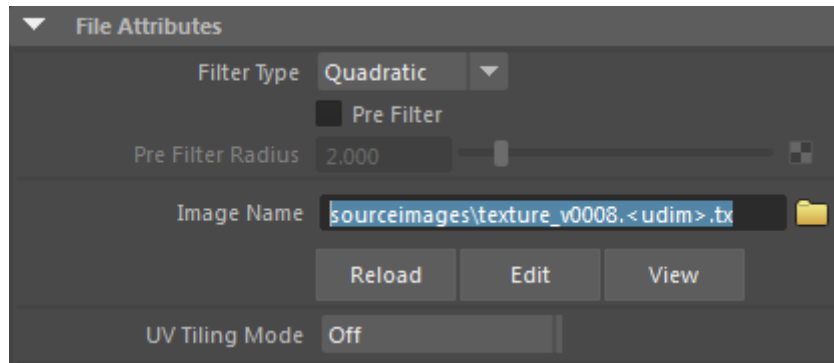 File Attributes
Filter Type Quadratic
Pre Filter
Pre Filter Radius 2.000
Image Name sourceimages\texture_v0008.<udim>.tx
Reload Edit View
UV Tiling Mode Off